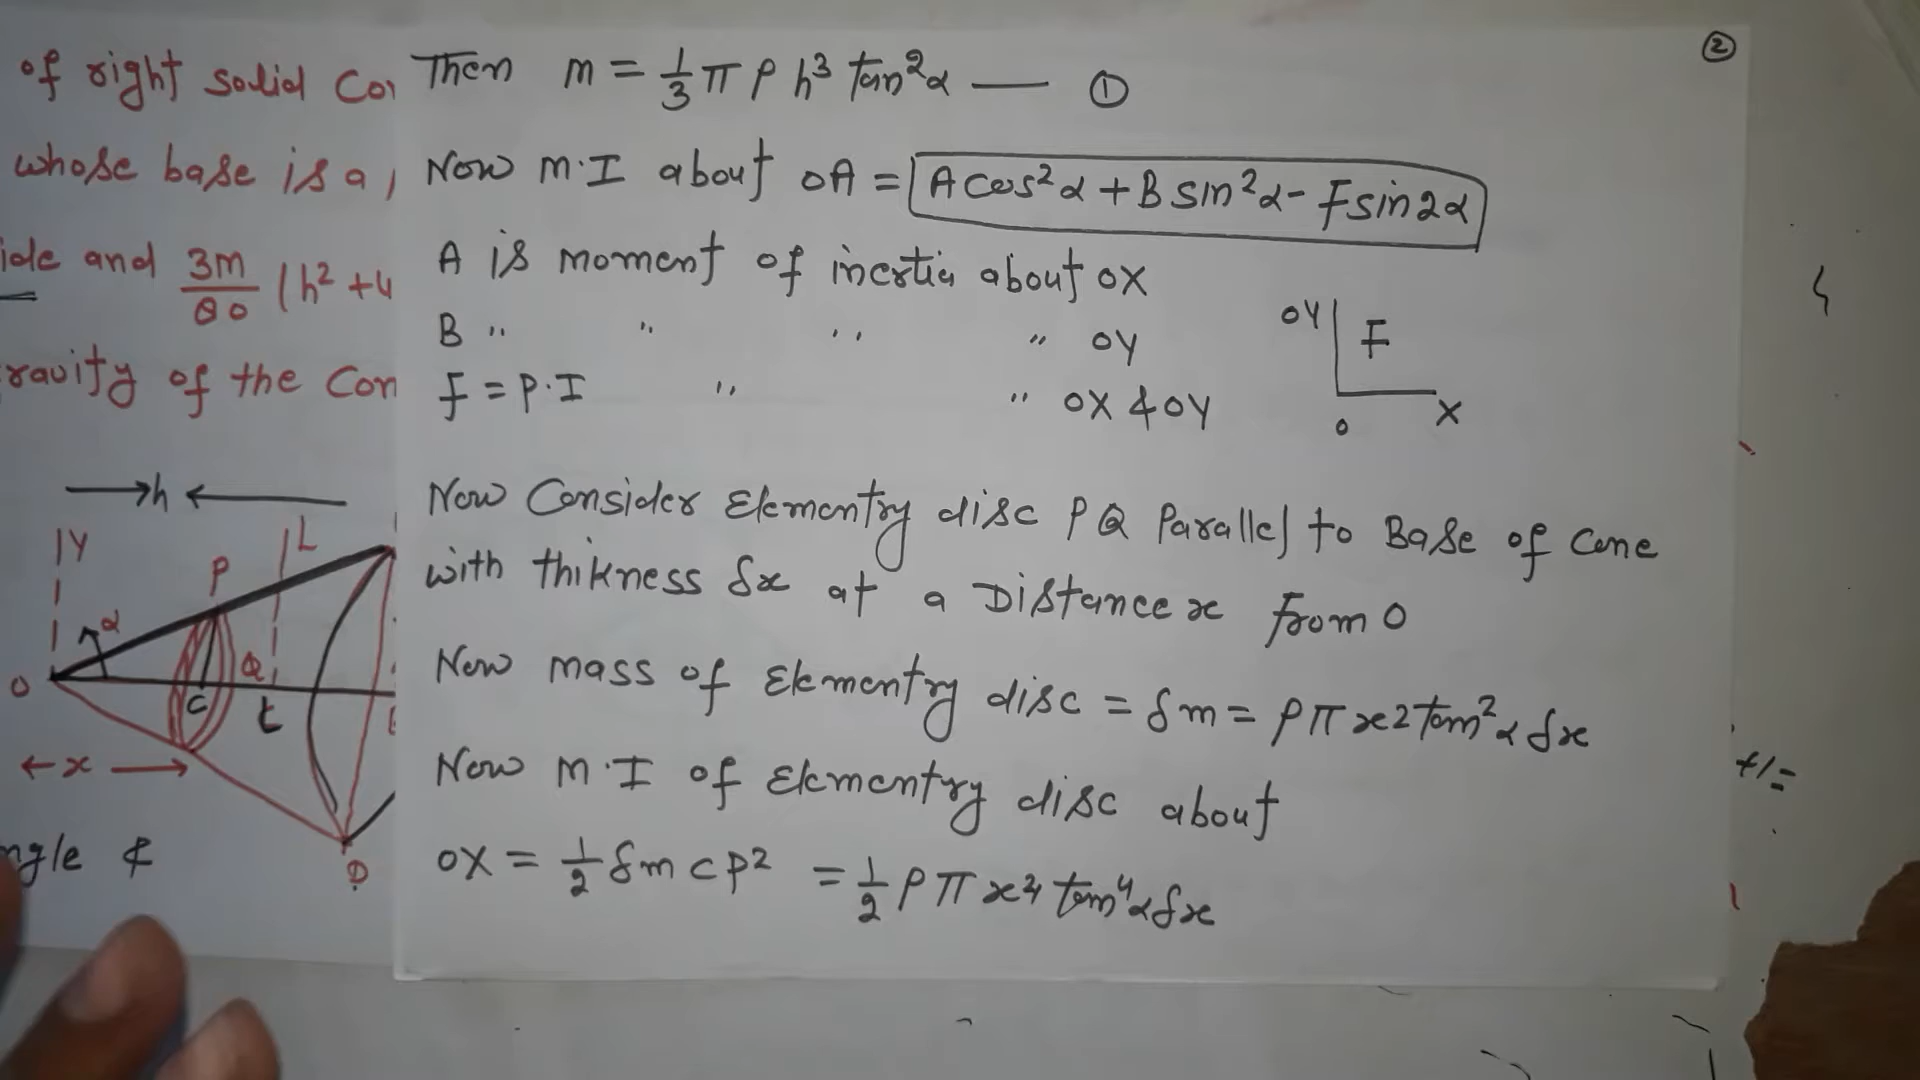 ②
of right solid Co
whose base is a
ide and 3m/80 (h² + 4
ravity of the Con
→h←
Y
L
P
α
O
Q
C
t
←x→
D
ngle &
Then m = 1/3 π ρ h³ tan²α — ①
Now M.I about OA = A cos²α + B sin²α - F sin2α
A is moment of inertia about OX
B " " " " OY
F = P.I " " OX & OY
OY F
O X
Now Consider Elementry disc PQ Parallel to Base of Cone
with thikness δx at a Distance x from O
Now mass of Elementry disc = δm = ρπ x2 tan²α δx
Now M.I of Elementry disc about
OX = 1/2 δm CP² = 1/2 ρ π x⁴ tan⁴α δx
+/=